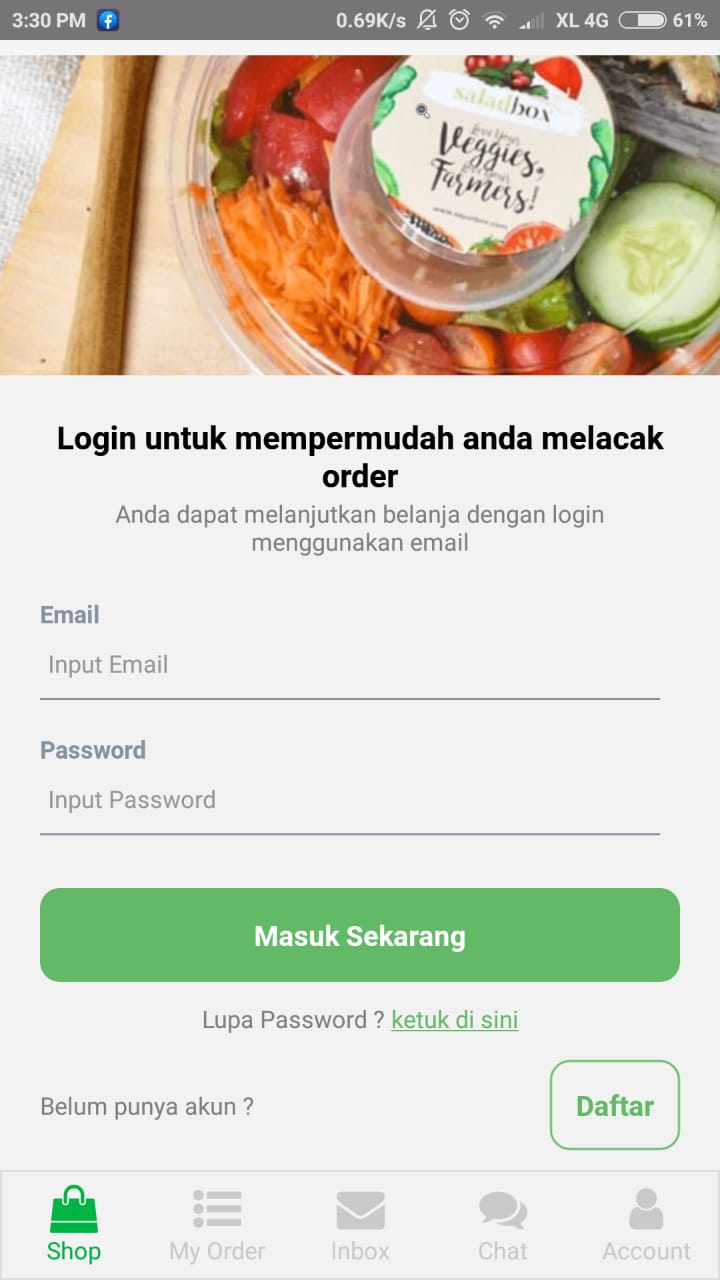 3:30 PM 0.69K/s XL 4G 61%
saladbox
Love Your
Veggies,
Farmers!
Login untuk mempermudah anda melacak
order
Anda dapat melanjutkan belanja dengan login
menggunakan email
Email
Input Email
Password
Input Password
Masuk Sekarang
Lupa Password ? ketuk di sini
Belum punya akun ?
Daftar
Shop My Order Inbox Chat Account